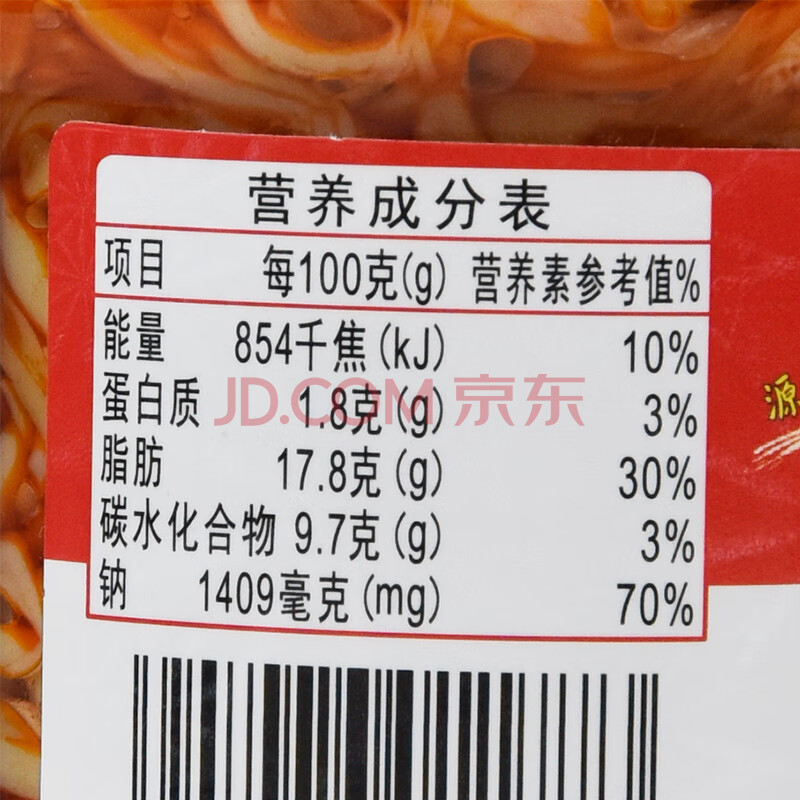 营养成分表
项目 每100克(g) 营养素参考值%
能量 854千焦(kJ) 10%
蛋白质 1.8克(g) 3%
JD.COM 京东
脂肪 17.8克(g) 30%
源
碳水化合物 9.7克(g) 3%
钠 1409毫克(mg) 70%